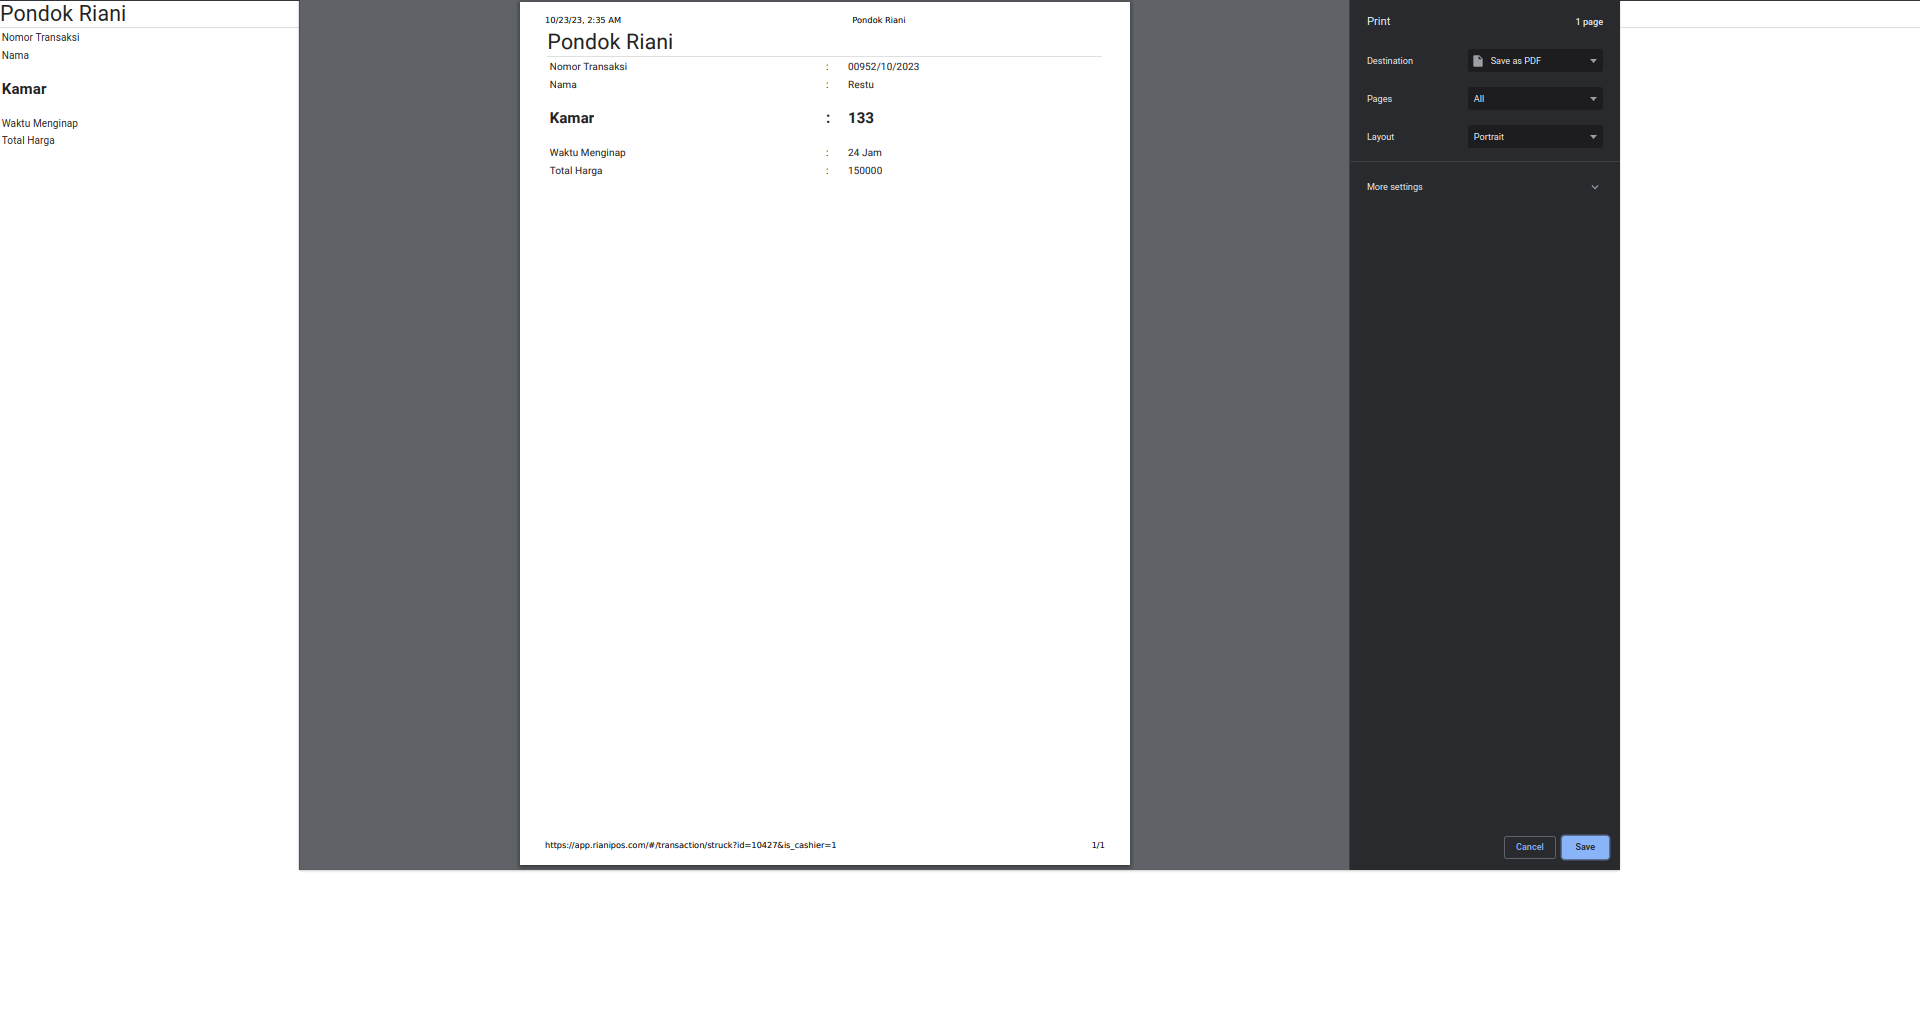 Pondok Riani
Nomor Transaksi
Nama
Kamar
Waktu Menginap
Total Harga
10/23/23, 2:35 AM Pondok Riani
Pondok Riani
Nomor Transaksi : 00952/10/2023
Nama : Restu
Kamar : 133
Waktu Menginap : 24 Jam
Total Harga : 150000
https://app.rianipos.com/#/transaction/struck?id=10427&is_cashier=1 1/1
Print 1 page
Destination Save as PDF
Pages All
Layout Portrait
More settings
Cancel Save